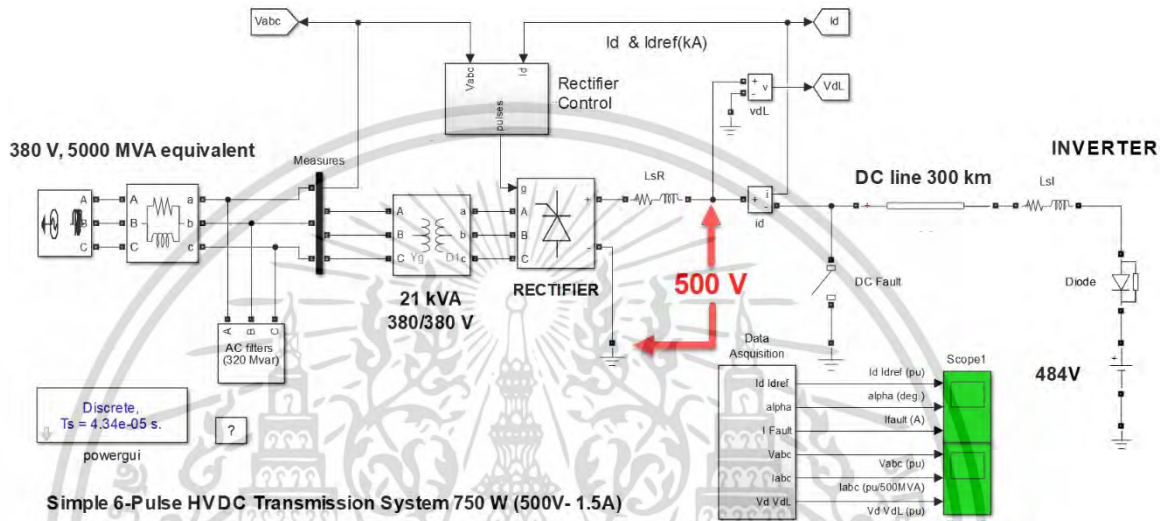 Vabc
Id
Id & Idref(kA)
Vabc
Id
pulses
Rectifier
Control
+
-
v
vdL
VdL
380 V, 5000 MVA equivalent
Measures
INVERTER
A
B
C
A
B
C
a
b
c
A
B
C
a
b
c
Yg
D1
g
A
B
C
+
-
LsR
+
-
i
id
DC line 300 km
+
-
LsI
RECTIFIER
500 V
DC Fault
Diode
21 kVA
380/380 V
A
B
C
AC filters
(320 Mvar)
Data
Asquisition
Scope1
+
484V
Id Idref
Id Idref (pu)
alpha
alpha (deg.)
I Fault
Ifault (A)
Vabc
Vabc (pu)
Iabc
Iabc (pu/500MVA)
Vd VdL
Vd VdL (pu)
Discrete,
Ts = 4.34e-05 s.
?
powergui
Simple 6-Pulse HVDC Transmission System 750 W (500V- 1.5A)